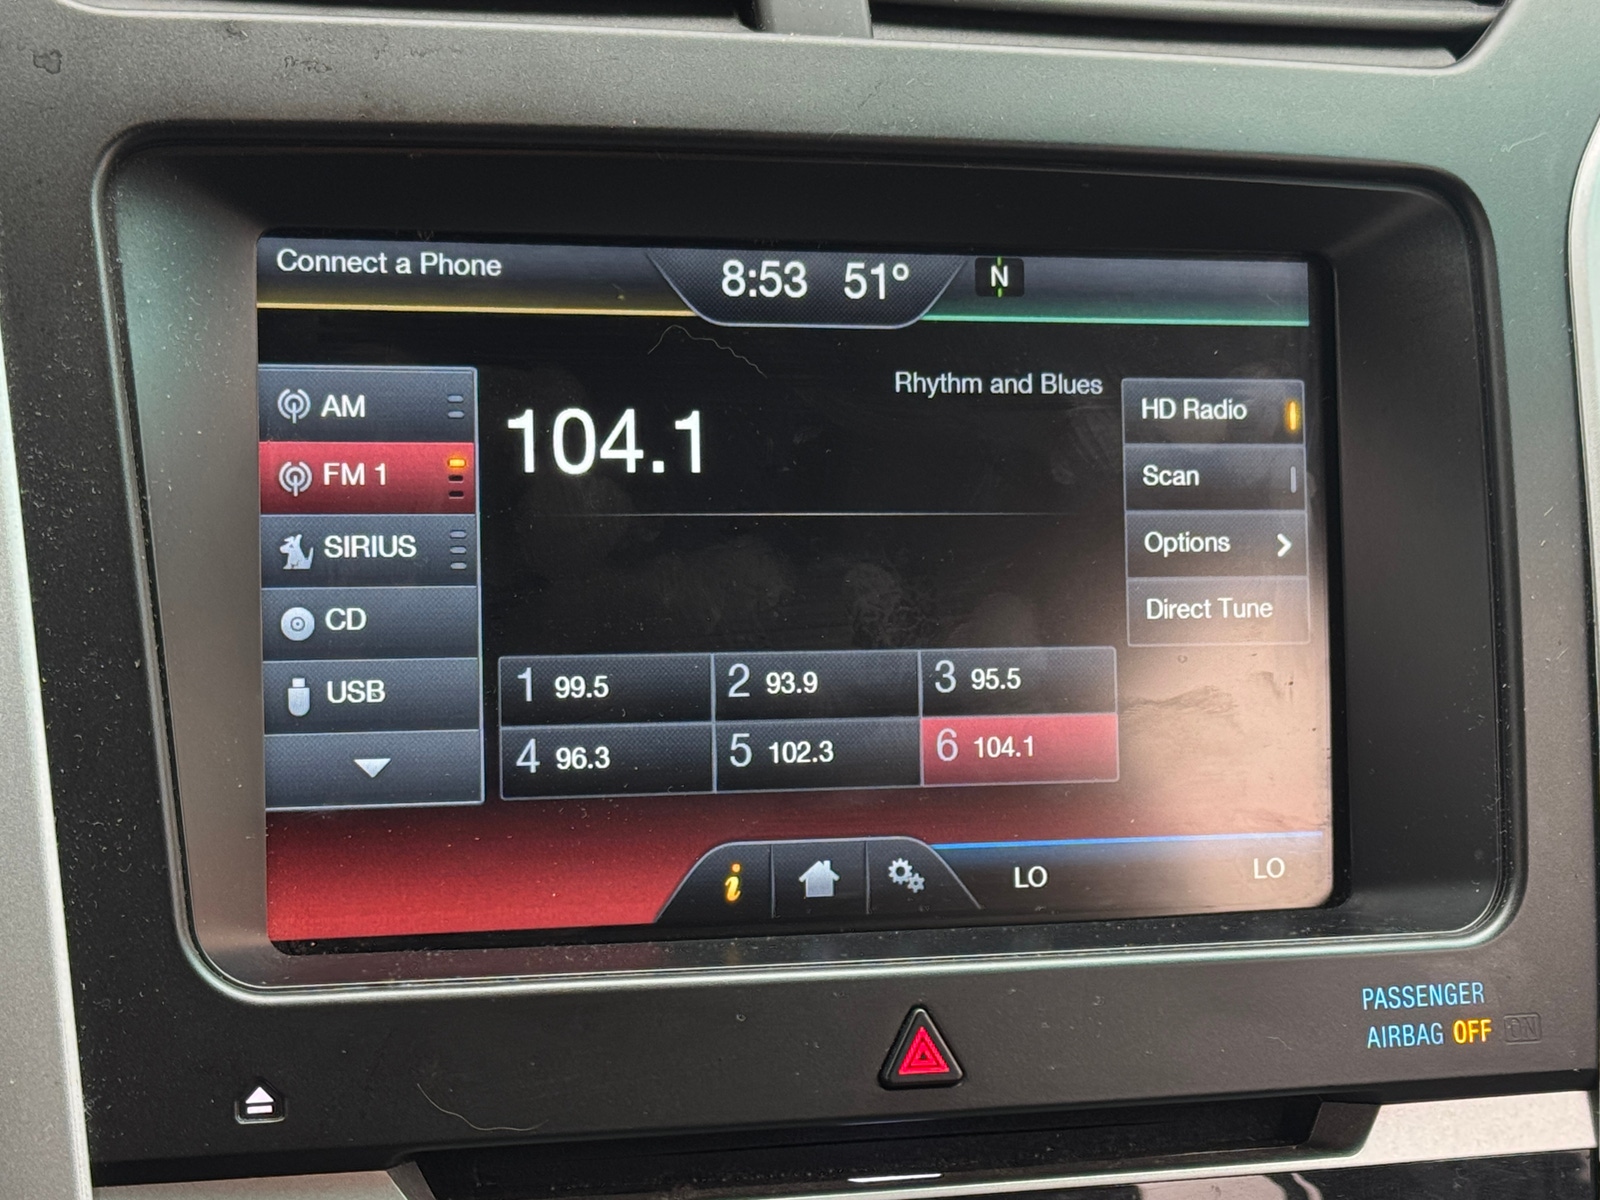 Connect a Phone
8:53 51° N
Rhythm and Blues
104.1
AM
FM 1
SIRIUS
CD
USB
HD Radio
Scan
Options
Direct Tune
1 99.5
2 93.9
3 95.5
4 96.3
5 102.3
6 104.1
i
LO
LO
PASSENGER
AIRBAG OFF ON